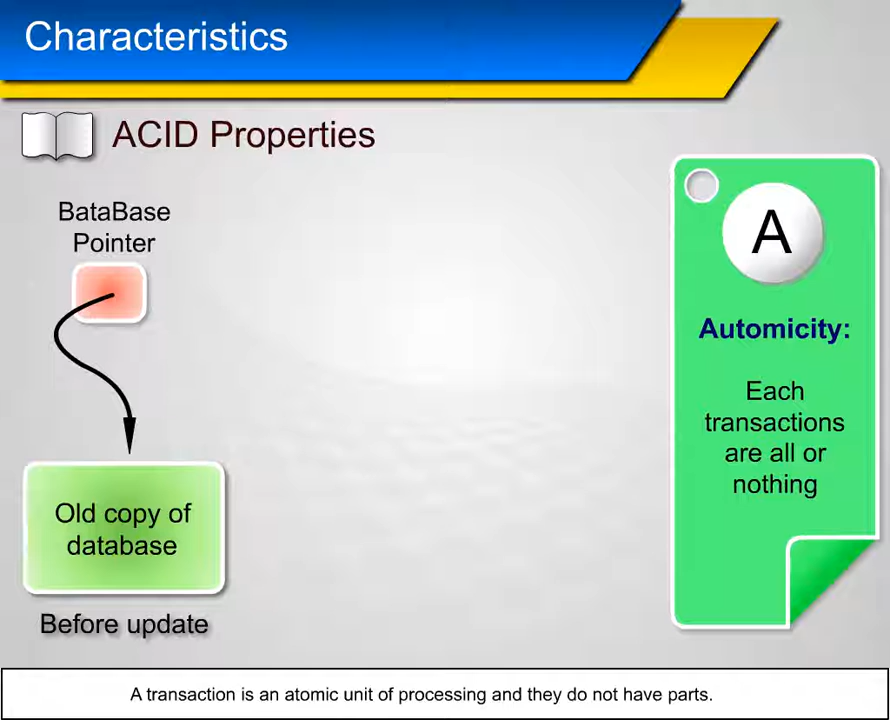 Characteristics
ACID Properties
BataBase
Pointer
Old copy of
database
Before update
A
Automicity:
Each
transactions
are all or
nothing
A transaction is an atomic unit of processing and they do not have parts.